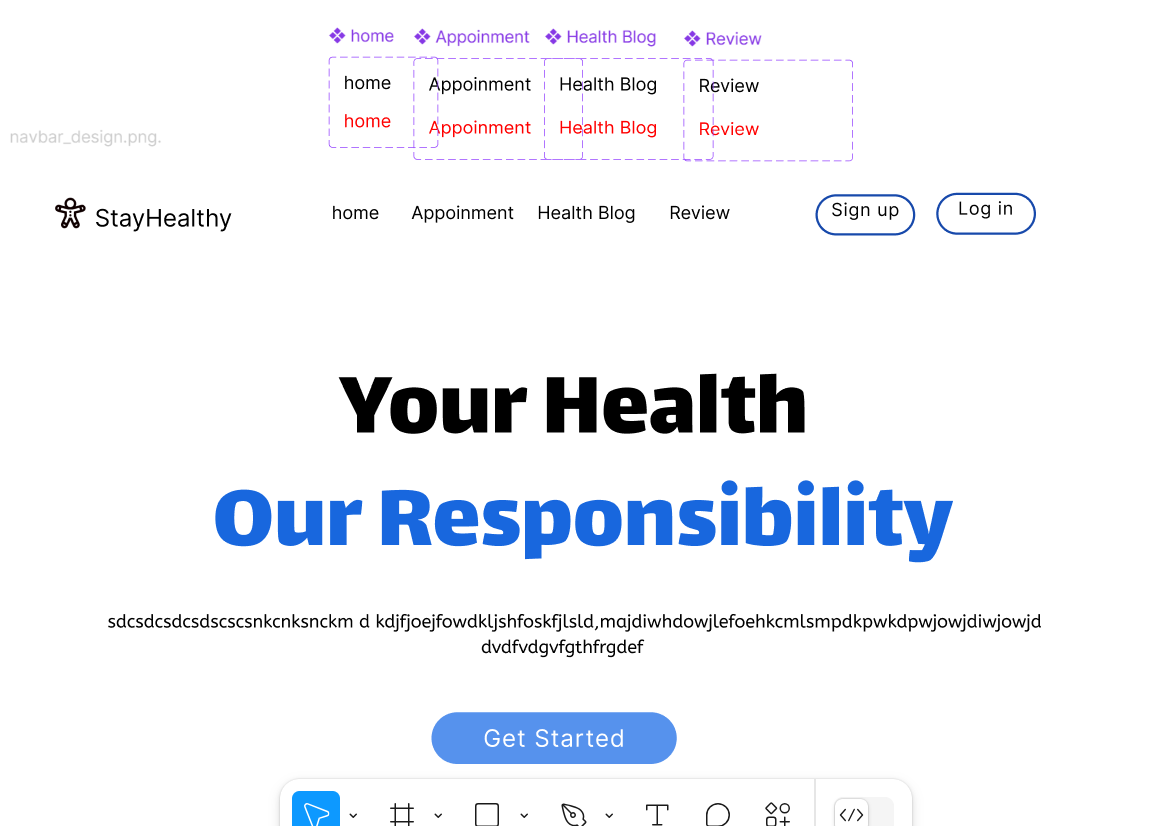 home Appoinment Health Blog Review
home Appoinment Health Blog Review
home Appoinment Health Blog Review
navbar_design.png.
StayHealthy home Appoinment Health Blog Review Sign up Log in
Your Health
Our Responsibility
sdcsdcsdcsdscscsnkcnksnckm d kdjfjoejfowdkljshfoskfjlsld,majdiwhdowjlefoehkcmlsmpdkpwkdpwjowjdiwjowjd
dvdfvdgvfgthfrgdef
Get Started